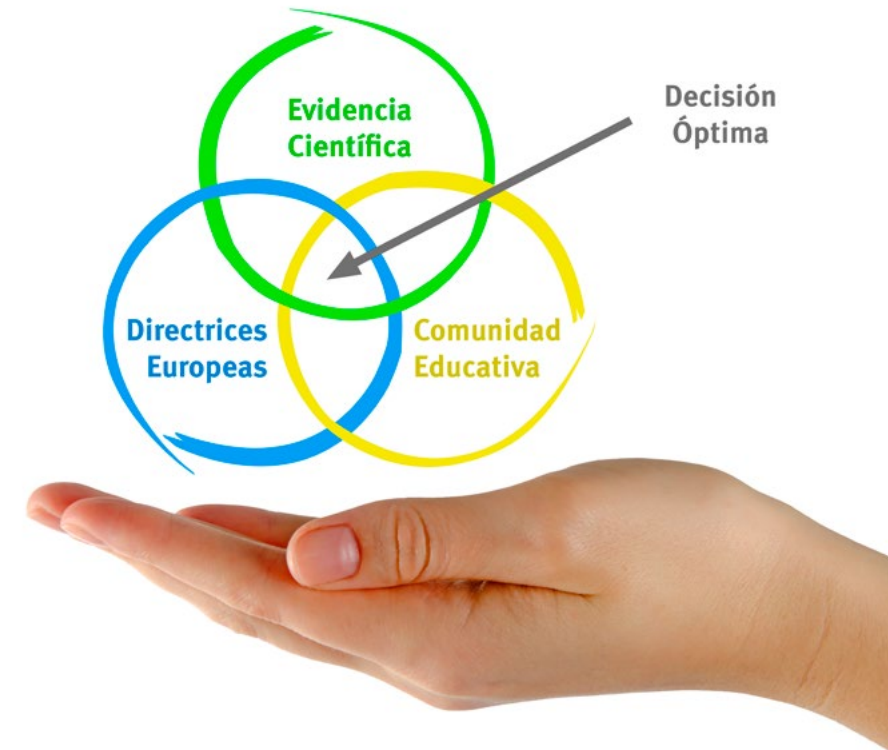 Evidencia
Científica
Decisión
Óptima
Directrices
Europeas
Comunidad
Educativa